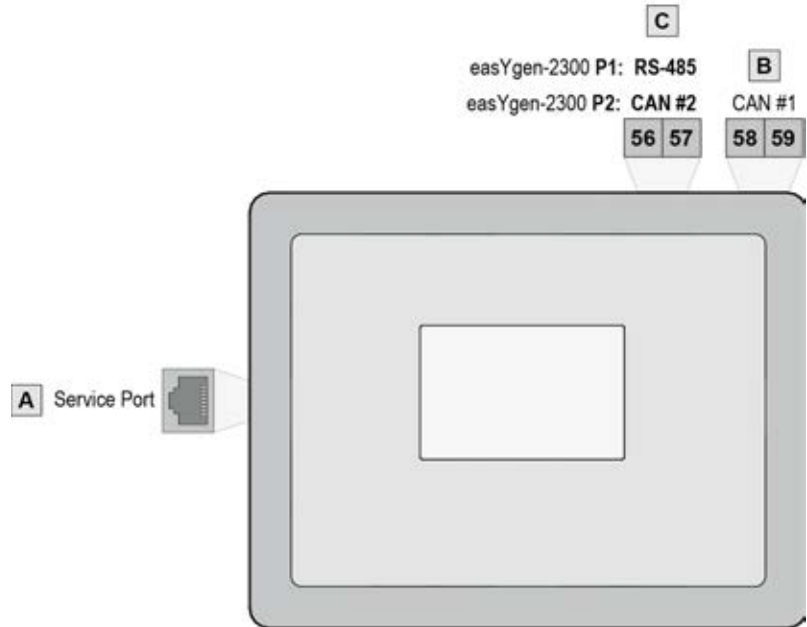 C
easYgen-2300 P1: RS-485
B
easYgen-2300 P2: CAN #2
CAN #1
56 57
58 59
A Service Port